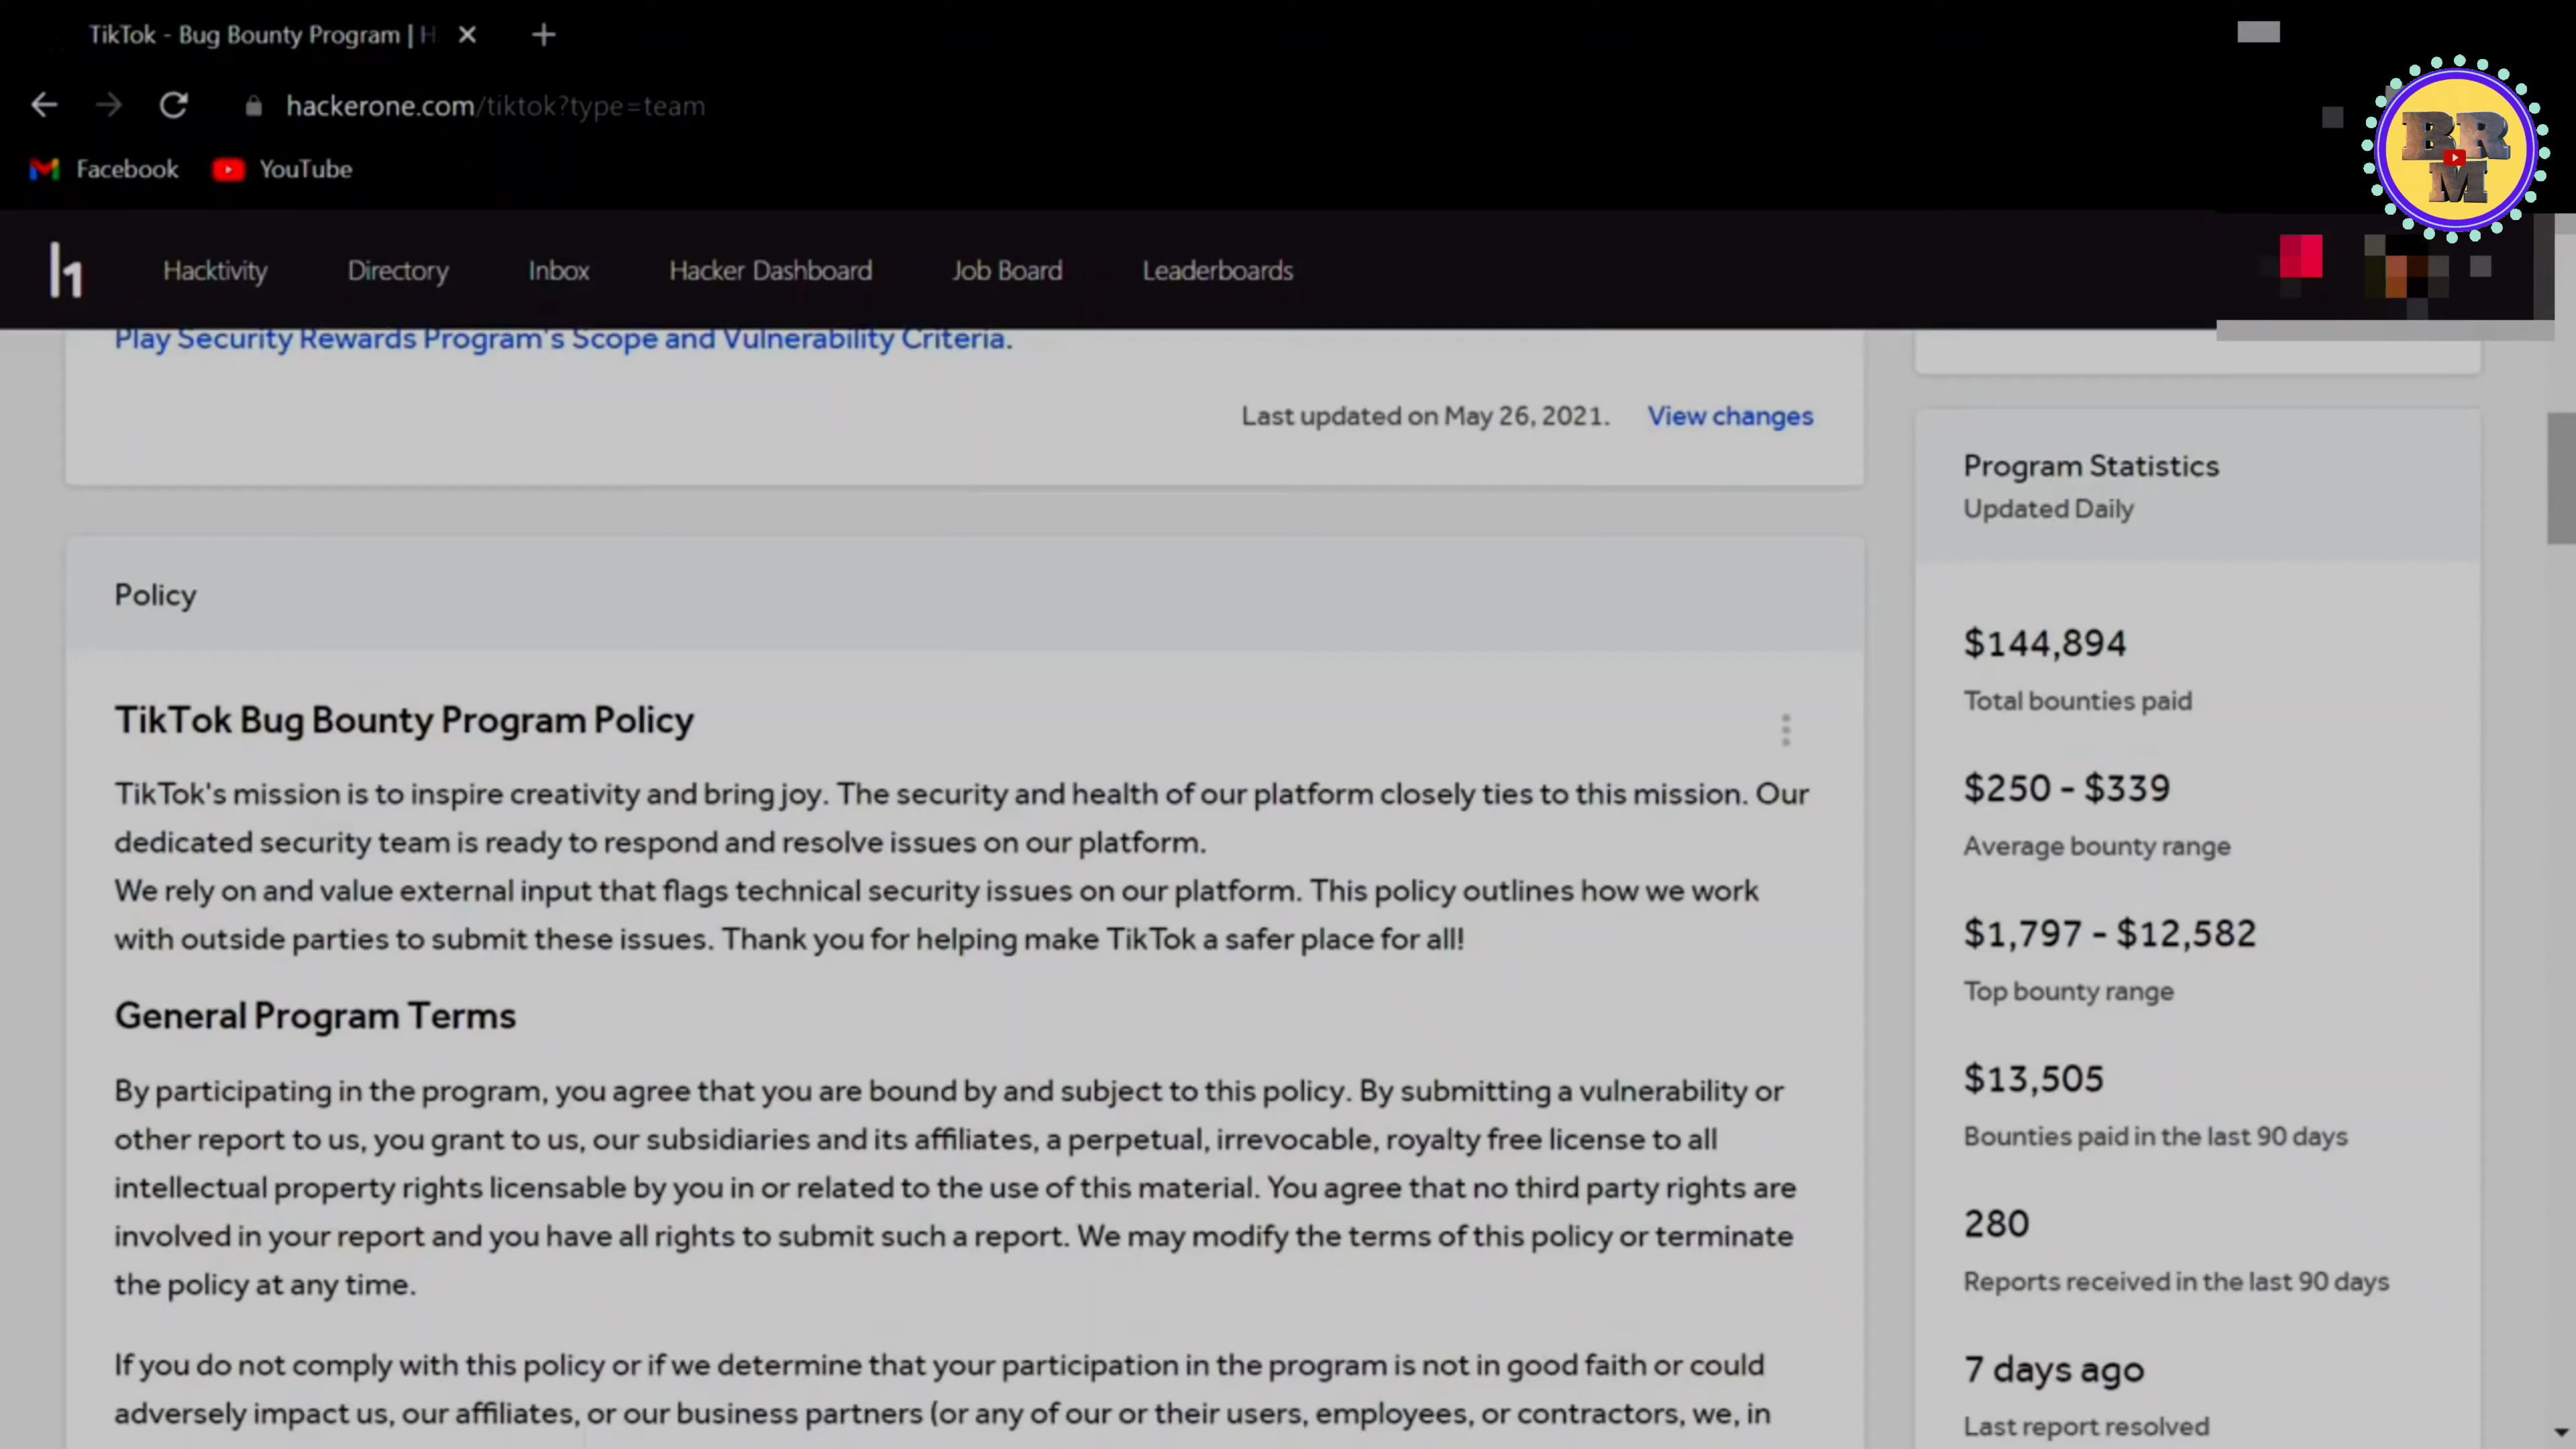 TikTok - Bug Bounty Program | H
hackerone.com/tiktok?type=team
Facebook YouTube
BRM
h1 Hacktivity Directory Inbox Hacker Dashboard Job Board Leaderboards
Play Security Rewards Program's Scope and Vulnerability Criteria.
Last updated on May 26, 2021. View changes
Policy
TikTok Bug Bounty Program Policy
TikTok's mission is to inspire creativity and bring joy. The security and health of our platform closely ties to this mission. Our
dedicated security team is ready to respond and resolve issues on our platform.
We rely on and value external input that flags technical security issues on our platform. This policy outlines how we work
with outside parties to submit these issues. Thank you for helping make TikTok a safer place for all!
General Program Terms
By participating in the program, you agree that you are bound by and subject to this policy. By submitting a vulnerability or
other report to us, you grant to us, our subsidiaries and its affiliates, a perpetual, irrevocable, royalty free license to all
intellectual property rights licensable by you in or related to the use of this material. You agree that no third party rights are
involved in your report and you have all rights to submit such a report. We may modify the terms of this policy or terminate
the policy at any time.
If you do not comply with this policy or if we determine that your participation in the program is not in good faith or could
adversely impact us, our affiliates, or our business partners (or any of our or their users, employees, or contractors, we, in
Program Statistics
Updated Daily
$144,894
Total bounties paid
$250 - $339
Average bounty range
$1,797 - $12,582
Top bounty range
$13,505
Bounties paid in the last 90 days
280
Reports received in the last 90 days
7 days ago
Last report resolved